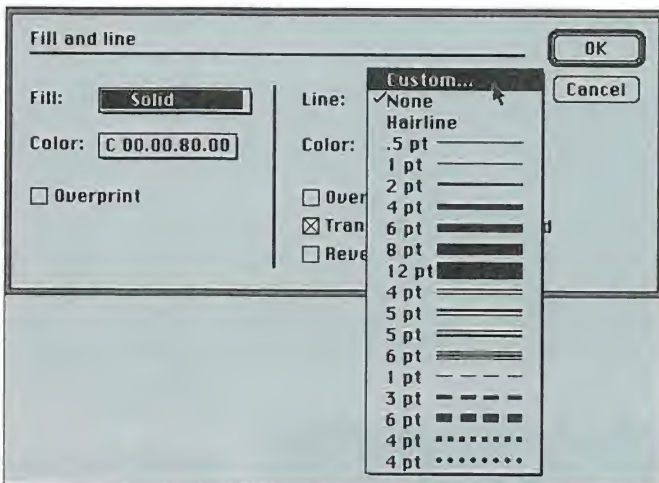 Fill and line
OK
Cancel
Fill: Solid
Color: C 00.00.80.00
Overprint
Line:
Color:
Over
Tran d
Reve
Custom...
✓None
Hairline
.5 pt
1 pt
2 pt
4 pt
6 pt
8 pt
12 pt
4 pt
5 pt
5 pt
6 pt
1 pt
3 pt
6 pt
4 pt
4 pt